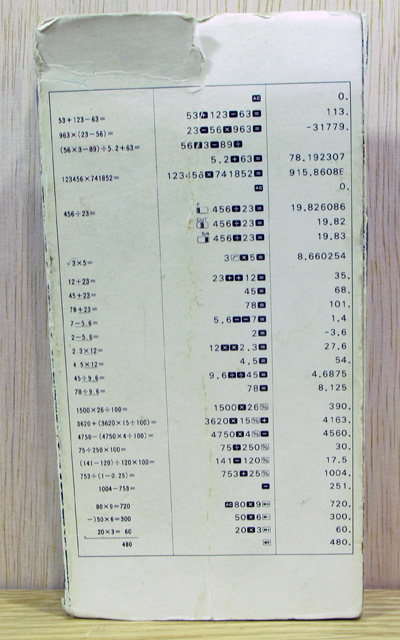 AC 0.
53+123-63= 53+123-63= 113.
963×(23-56)= 23-56×963= -31779.
(56×3-89)÷5.2+63= 56×3-89÷
5.2+63= 78.192307
123456×741852= 123456×741852= 915.8608E
AC 0.
456÷23= F 456÷23= 19.826086
CUT 456÷23= 19.82
5/4 456÷23= 19.83
√3×5= 3√×5= 8.660254
12+23= 23++12= 35.
45+23= 45= 68.
78+23= 78= 101.
7-5.6= 5.6--7= 1.4
2-5.6= 2= -3.6
2.3×12= 12××2.3= 27.6
4.5×12= 4.5= 54.
45÷9.6= 9.6÷÷45= 4.6875
78÷9.6= 78= 8.125
1500×26÷100= 1500×26% 390.
3620+(3620×15÷100)= 3620×15%+ 4163.
4750-(4750×4÷100)= 4750×4%- 4560.
75÷250×100= 75÷250% 30.
(141-120)÷120×100= 141-120% 17.5
753÷(1-0.25)= 753+25% 1004.
1004-753= - 251.
80×9=720 AC80×9 720.
-)50×6=300 50×6 300.
20×3= 60 20×3 60.
480 480.